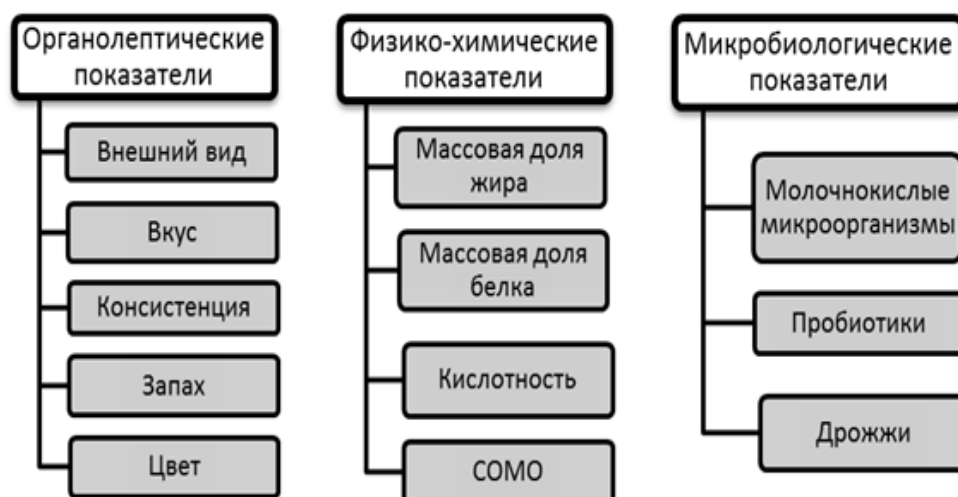 Органолептические
показатели
Внешний вид
Вкус
Консистенция
Запах
Цвет
Физико-химические
показатели
Массовая доля
жира
Массовая доля
белка
Кислотность
СОМО
Микробиологические
показатели
Молочнокислые
микроорганизмы
Пробиотики
Дрожжи